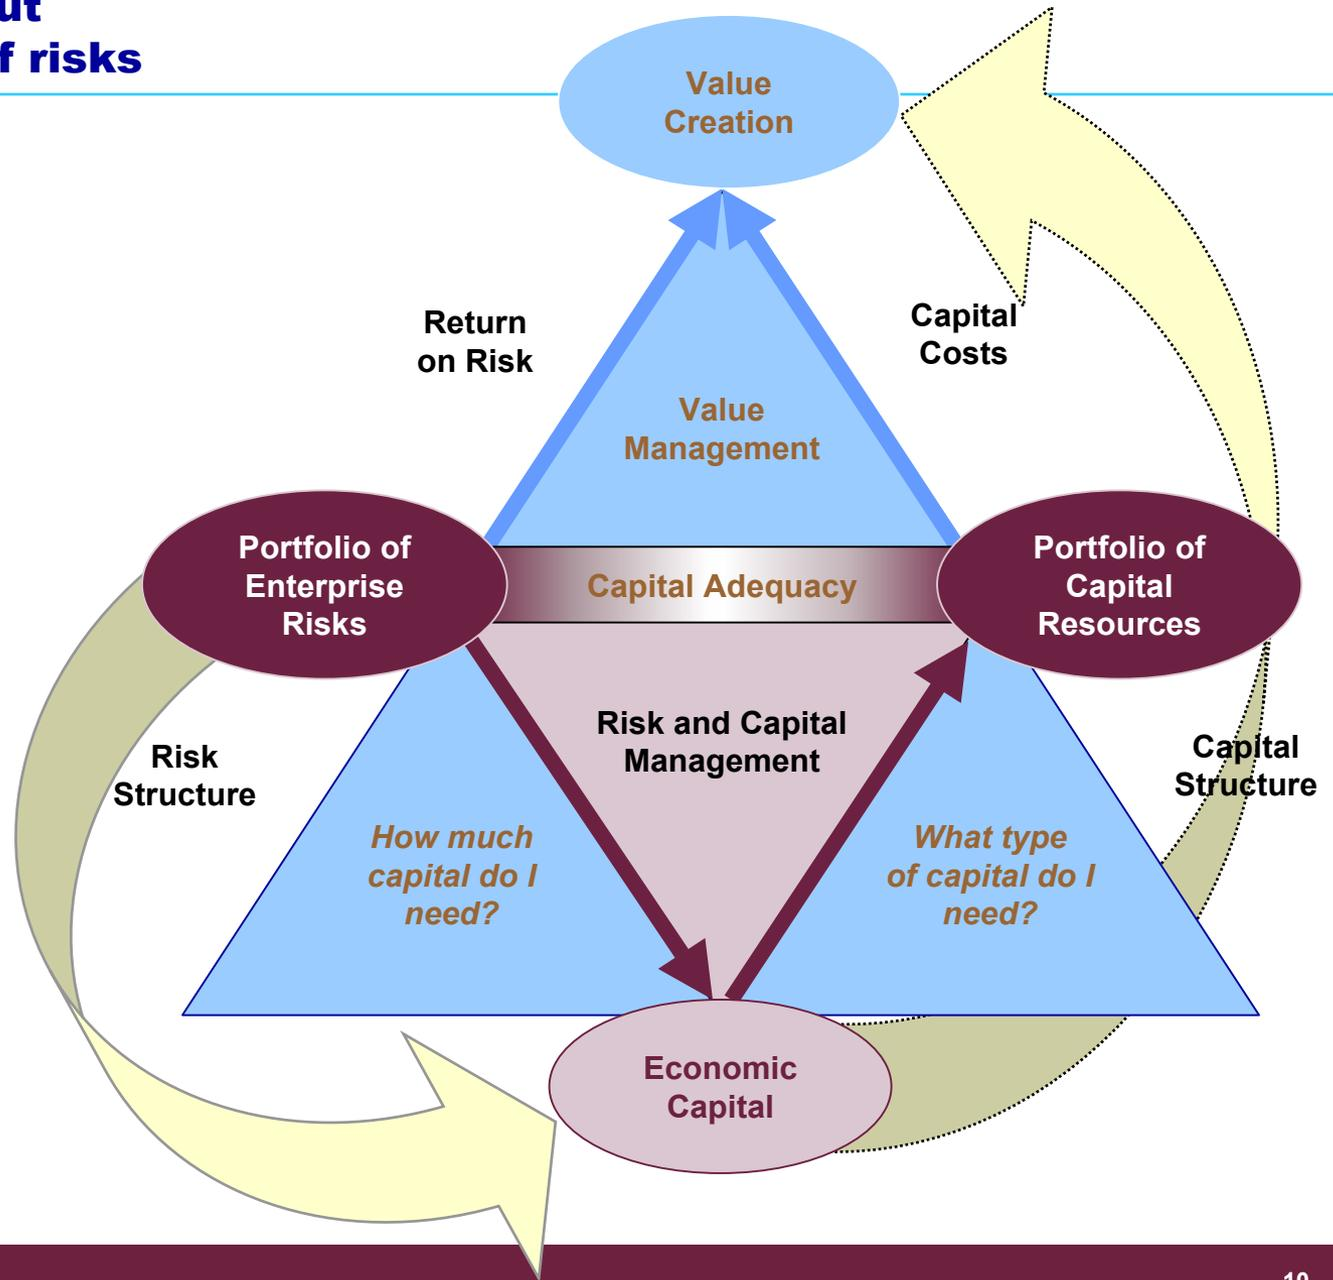 f risks
Value
Creation
Return
on Risk
Capital
Costs
Value
Management
Portfolio of
Enterprise
Risks
Capital Adequacy
Portfolio of
Capital
Resources
Risk and Capital
Management
Risk
Structure
Capital
Structure
How much
capital do I
need?
What type
of capital do I
need?
Economic
Capital